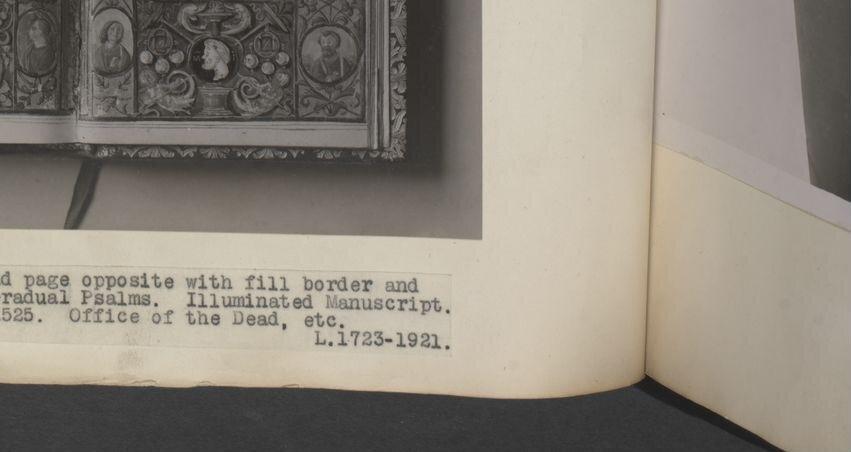 d page opposite with fill border and
radual Psalms. Illuminated Manuscript.
525. Office of the Dead, etc.
L.1723-1921.